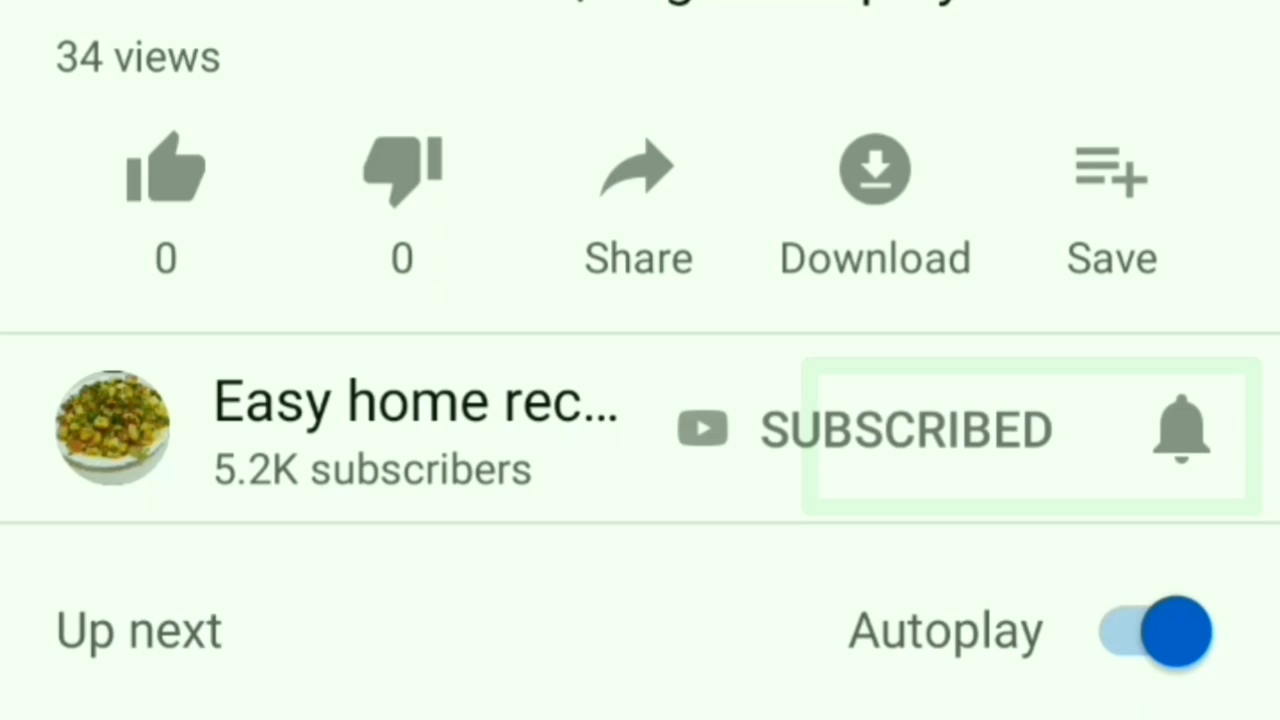 34 views
0 0 Share Download Save
Easy home rec... SUBSCRIBED
5.2K subscribers
Up next Autoplay